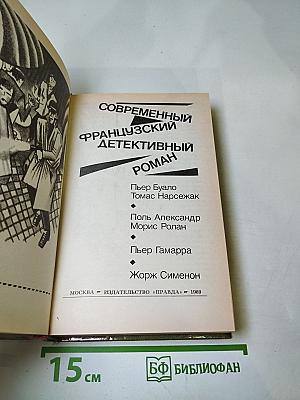 СОВРЕМЕННЫЙ
ФРАНЦУЗСКИЙ
ДЕТЕКТИВНЫЙ
РОМАН
Пьер Буало
Томас Нарсежак
Поль Александр
Морис Ролан
Пьер Гамарра
Жорж Сименон
МОСКВА – ИЗДАТЕЛЬСТВО «ПРАВДА» – 1989
15 см
БФ БИБЛИОФАН